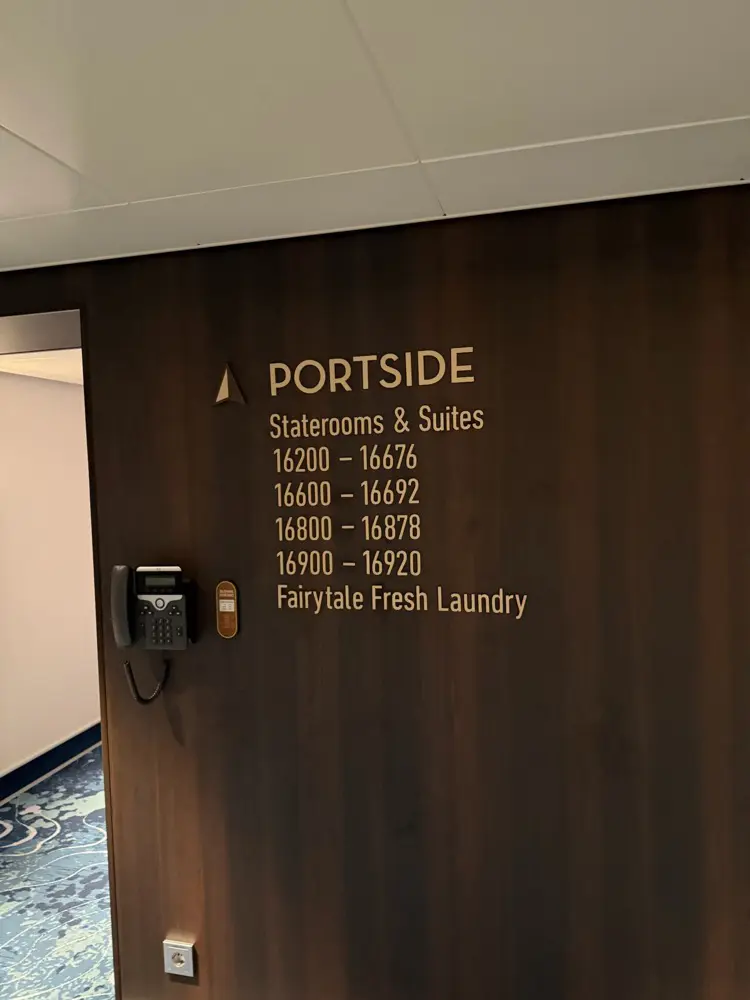 PORTSIDE
Staterooms & Suites
16200 – 16676
16600 – 16692
16800 – 16878
16900 – 16920
Fairytale Fresh Laundry